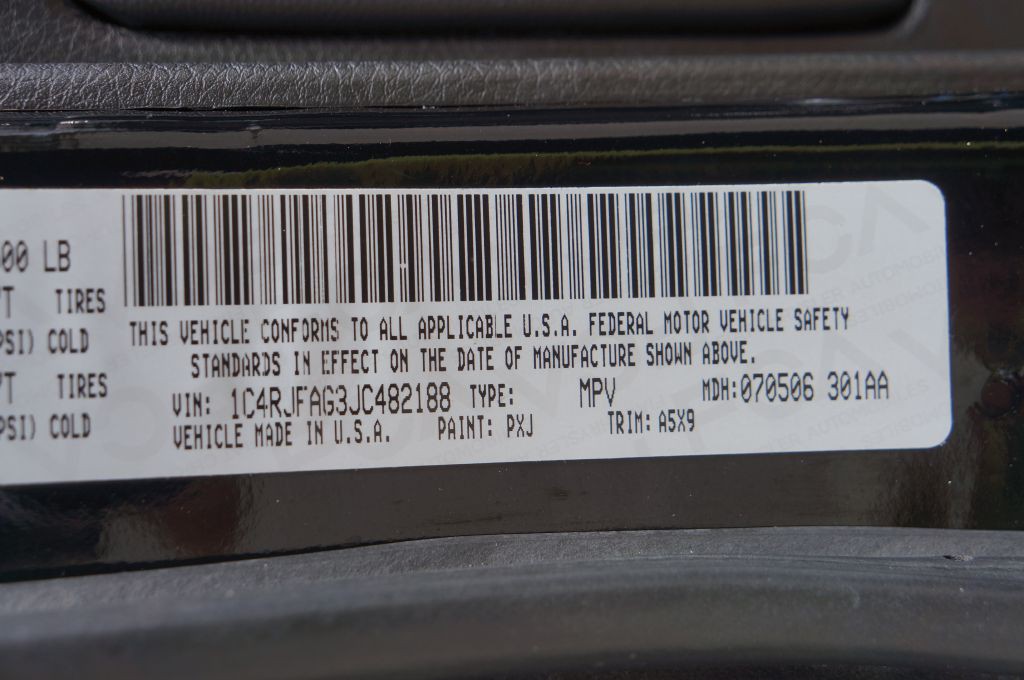 00 LB
TIRES
PSI) COLD
TIRES
PSI) COLD
THIS VEHICLE CONFORMS TO ALL APPLICABLE U.S.A. FEDERAL MOTOR VEHICLE SAFETY
STANDARDS IN EFFECT ON THE DATE OF MANUFACTURE SHOWN ABOVE.
VIN: 1C4RJFAG3JC482188 TYPE: MPV MDH:070506 301AA
VEHICLE MADE IN U.S.A. PAINT: PXJ TRIM: A5X9